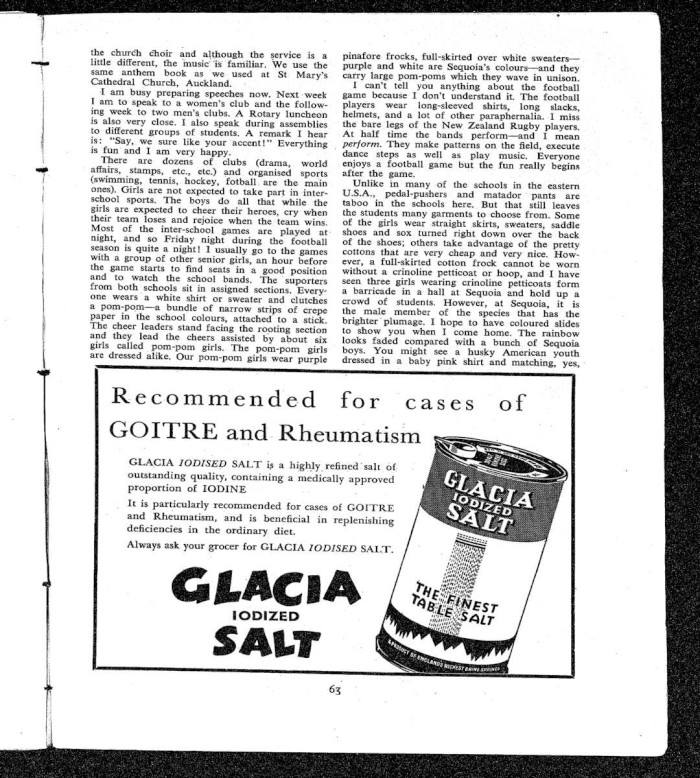 the church choir and although the service is a
little different, the music is familiar. We use the
same anthem book as we used at St Mary's
Cathedral Church, Auckland.
I am busy preparing speeches now. Next week
I am to speak to a women's club and the follow-
ing week to two men's clubs. A Rotary luncheon
is also very close. I also speak during assemblies
to different groups of students. A remark I hear
is: "Say, we sure like your accent!" Everything
is fun and I am very happy.
There are dozens of clubs (drama, world
affairs, stamps, etc., etc.) and organised sports
(swimming, tennis, hockey, fotball are the main
ones). Girls are not expected to take part in inter-
school sports. The boys do all that while the
girls are expected to cheer their heroes, cry when
their team loses and rejoice when the team wins.
Most of the inter-school games are played at
night, and so Friday night during the football
season is quite a night! I usually go to the games
with a group of other senior girls, an hour before
the game starts to find seats in a good position
and to watch the school bands. The suporters
from both schools sit in assigned sections. Every-
one wears a white shirt or sweater and clutches
a pom-pom—a bundle of narrow strips of crepe
paper in the school colours, attached to a stick.
The cheer leaders stand facing the rooting section
and they lead the cheers assisted by about six
girls called pom-pom girls. The pom-pom girls
are dressed alike. Our pom-pom girls wear purple
pinafore frocks, full-skirted over white sweaters—
purple and white are Sequoia's colours—and they
carry large pom-poms which they wave in unison.
I can't tell you anything about the football
game because I don't understand it. The football
players wear long-sleeved shirts, long slacks,
helmets, and a lot of other paraphernalia. I miss
the bare legs of the New Zealand Rugby players.
At half time the bands perform—and I mean
perform. They make patterns on the field, execute
dance steps as well as play music. Everyone
enjoys a football game but the fun really begins
after the game.
Unlike in many of the schools in the eastern
U.S.A., pedal-pushers and matador pants are
taboo in the schools here. But that still leaves
the students many garments to choose from. Some
of the girls wear straight skirts, sweaters, saddle
shoes and sox turned right down over the back
of the shoes; others take advantage of the pretty
cottons that are very cheap and very nice. How-
ever, a full-skirted cotton frock cannot be worn
without a crinoline petticoat or hoop, and I have
seen three girls wearing crinoline petticoats form
a barricade in a hall at Sequoia and hold up a
crowd of students. However, at Sequoia, it is
the male member of the species that has the
brighter plumage. I hope to have coloured slides
to show you when I come home. The rainbow
looks faded compared with a bunch of Sequoia
boys. You might see a husky American youth
dressed in a baby pink shirt and matching, yes,
Recommended for cases of
GOITRE and Rheumatism
GLACIA IODISED SALT is a highly refined salt of
outstanding quality, containing a medically approved
proportion of IODINE
It is particularly recommended for cases of GOITRE
and Rheumatism, and is beneficial in replenishing
deficiencies in the ordinary diet.
Always ask your grocer for GLACIA IODISED SALT.
GLACIA
IODIZED
SALT
GLACIA
IODIZED
SALT
THE FINEST
TABLE SALT
A PRODUCT OF ENGLAND'S RICHEST BRINE SPRINGS
63